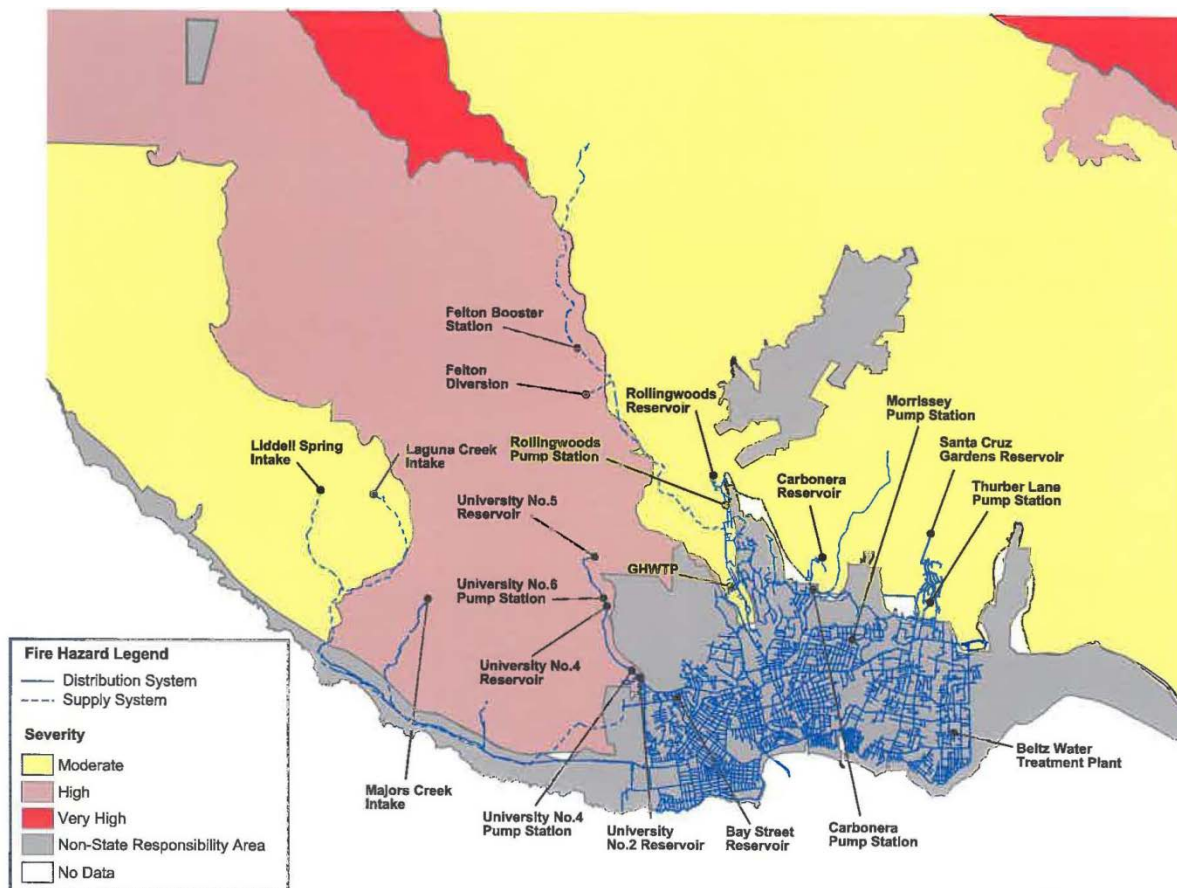 Felton Booster
Station
Felton
Diversion
Rollingwoods
Reservoir
Morrissey
Pump Station
Liddell Spring
Intake
Laguna Creek
Intake
Rollingwoods
Pump Station
Carbonera
Reservoir
Santa Cruz
Gardens Reservoir
Thurber Lane
Pump Station
University No.5
Reservoir
GHWTP
University No.6
Pump Station
University No.4
Reservoir
Majors Creek
Intake
University No.4
Pump Station
University
No.2 Reservoir
Bay Street
Reservoir
Carbonera
Pump Station
Beltz Water
Treatment Plant
Fire Hazard Legend
Distribution System
Supply System
Severity
Moderate
High
Very High
Non-State Responsibility Area
No Data